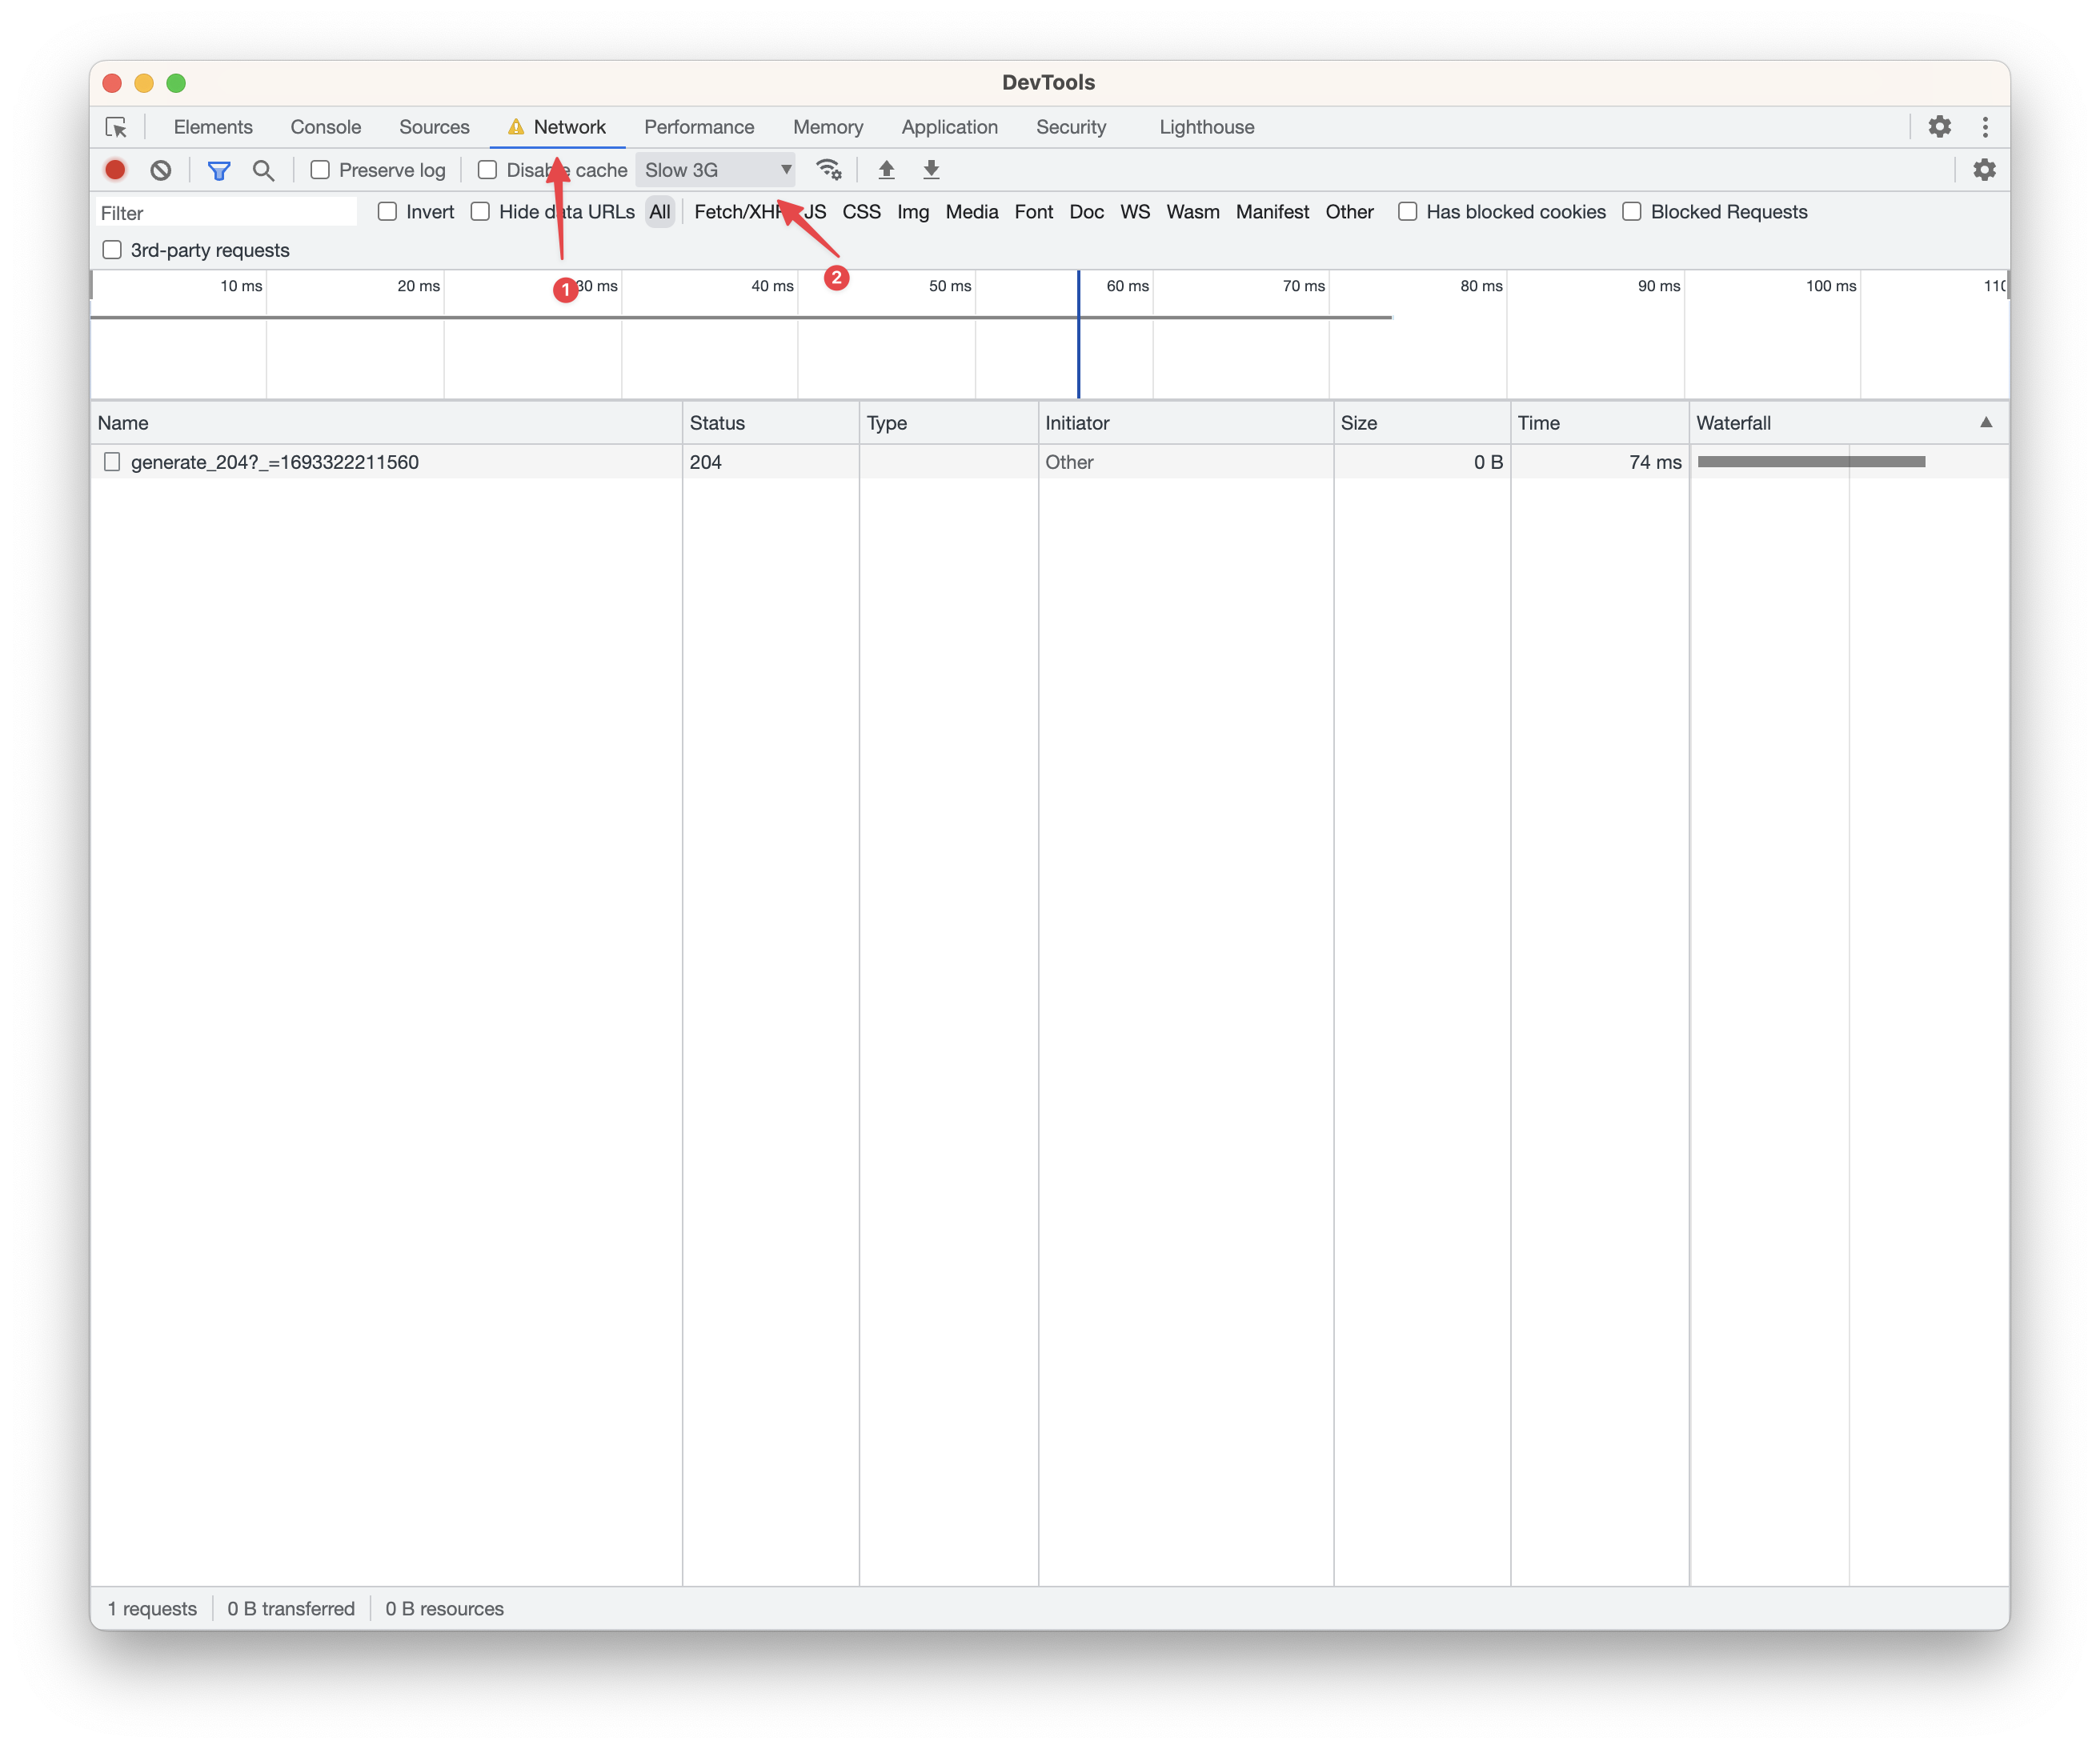 DevTools
Elements Console Sources Network Performance Memory Application Security Lighthouse
Preserve log Disable cache Slow 3G
Filter Invert Hide data URLs All Fetch/XHR JS CSS Img Media Font Doc WS Wasm Manifest Other Has blocked cookies Blocked Requests
3rd-party requests
10 ms 20 ms 30 ms 40 ms 50 ms 60 ms 70 ms 80 ms 90 ms 100 ms 110
1 2
Name Status Type Initiator Size Time Waterfall
generate_204?_=1693322211560 204 Other 0 B 74 ms
1 requests 0 B transferred 0 B resources